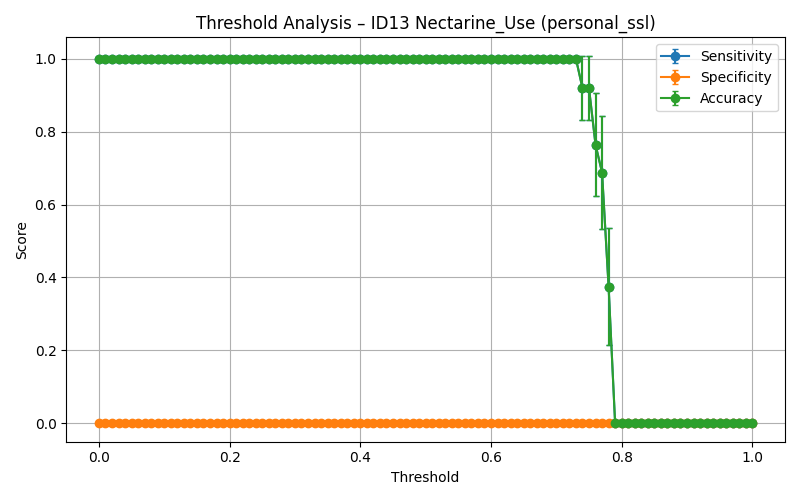 Threshold Analysis – ID13 Nectarine_Use (personal_ssl)
Sensitivity
Specificity
Accuracy
Score
1.0
0.8
0.6
0.4
0.2
0.0
0.0 0.2 0.4 0.6 0.8 1.0
Threshold